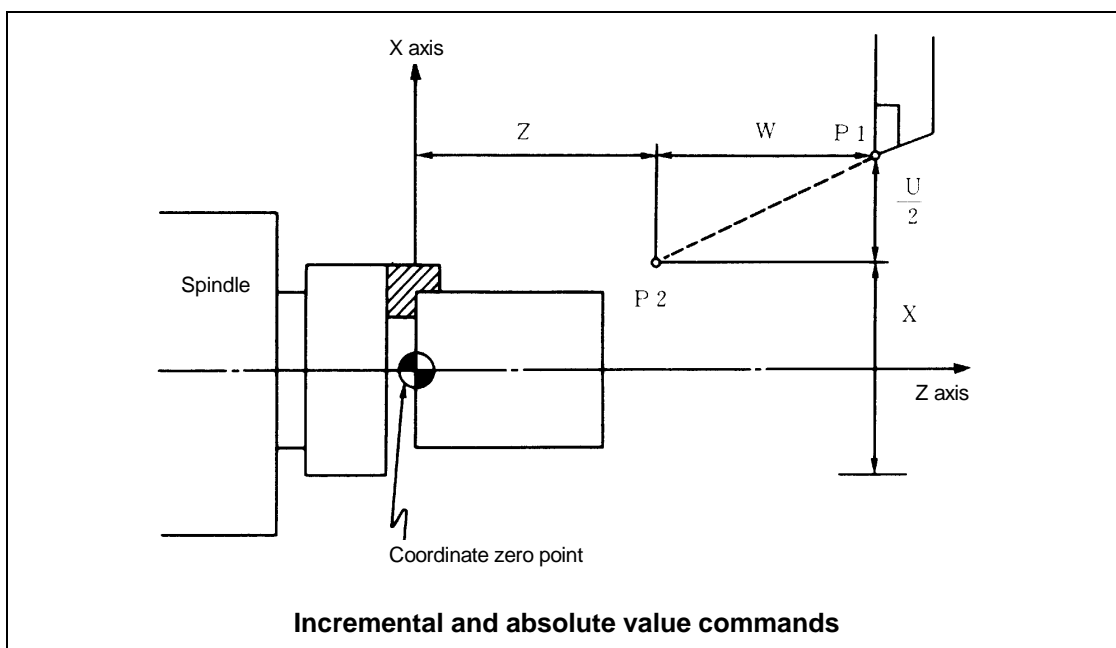 X axis
Z
W
P 1
U
2
Spindle
P 2
X
Z axis
Coordinate zero point
Incremental and absolute value commands